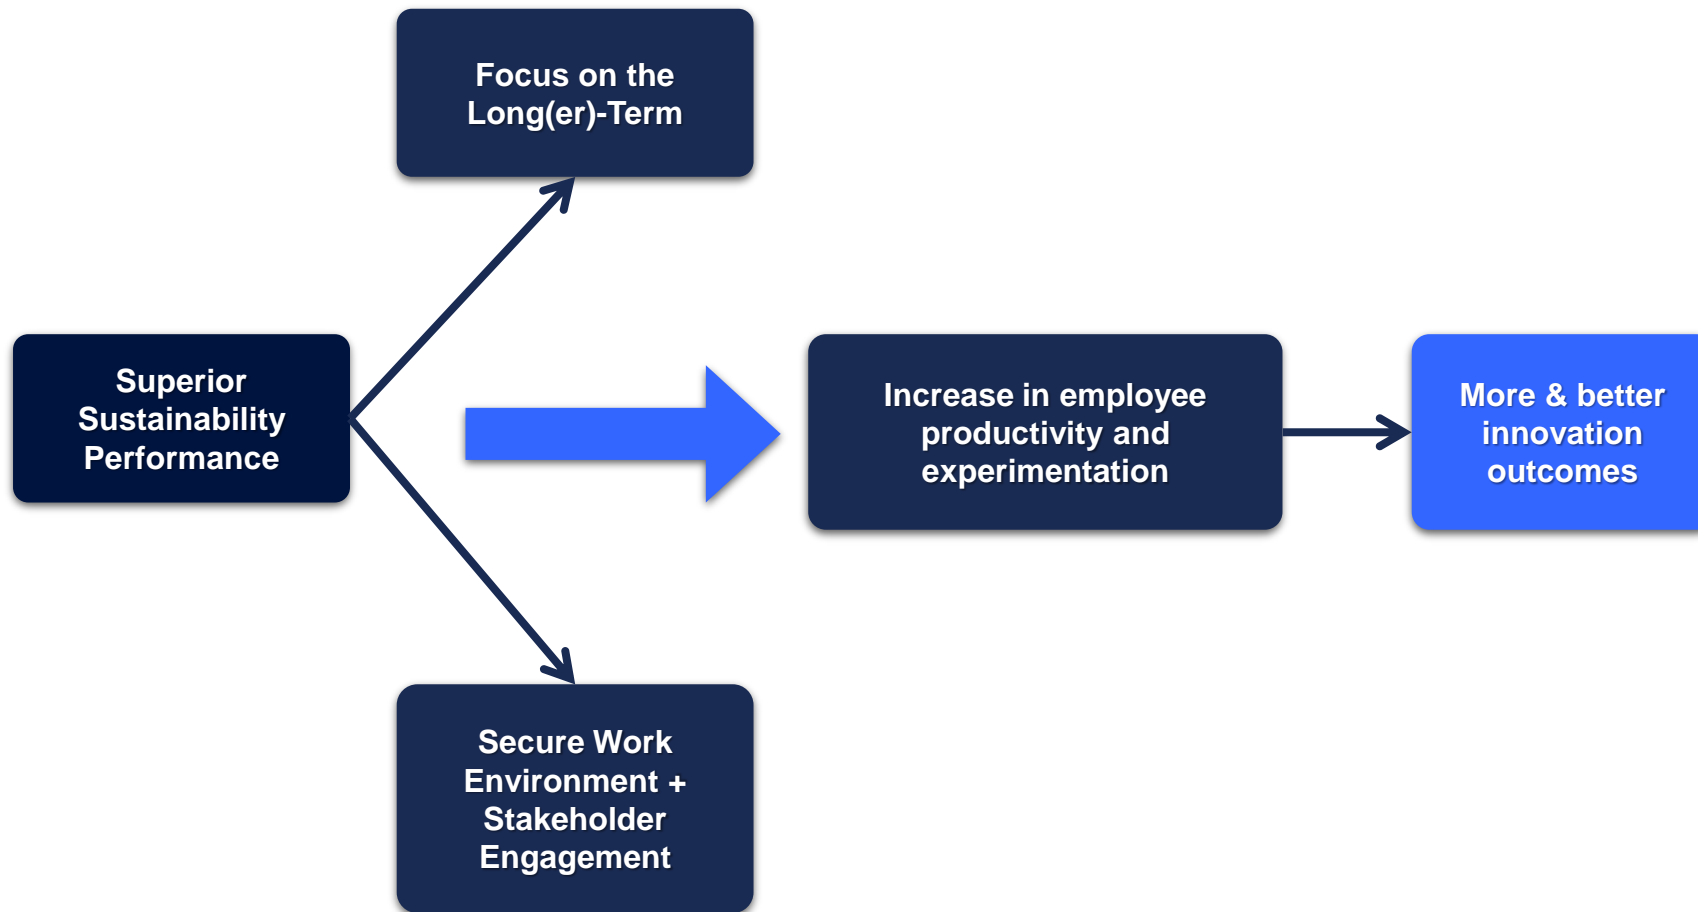 Focus on the
Long(er)-Term
Superior
Sustainability
Performance
Increase in employee
productivity and
experimentation
More & better
innovation
outcomes
Secure Work
Environment +
Stakeholder
Engagement